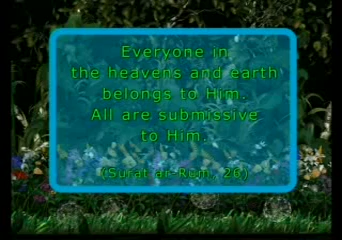 Everyone in
the heavens and earth
belongs to Him.
All are submissive
to Him.
(Surat ar-Rum, 26)